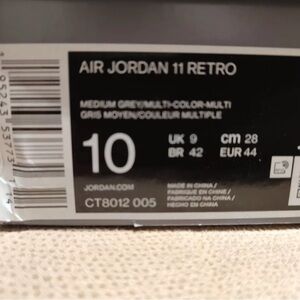 AIR JORDAN 11 RETRO
MEDIUM GREY/MULTI-COLOR-MULTI
GRIS MOYEN/COULEUR MULTIPLE
10 UK 9 cm 28
BR 42 EUR 44
JORDAN.COM
CT8012 005
MADE IN CHINA /
FABRIQUE EN CHINE /
FABRICADO NA CHINA /
HECHO EN CHINA